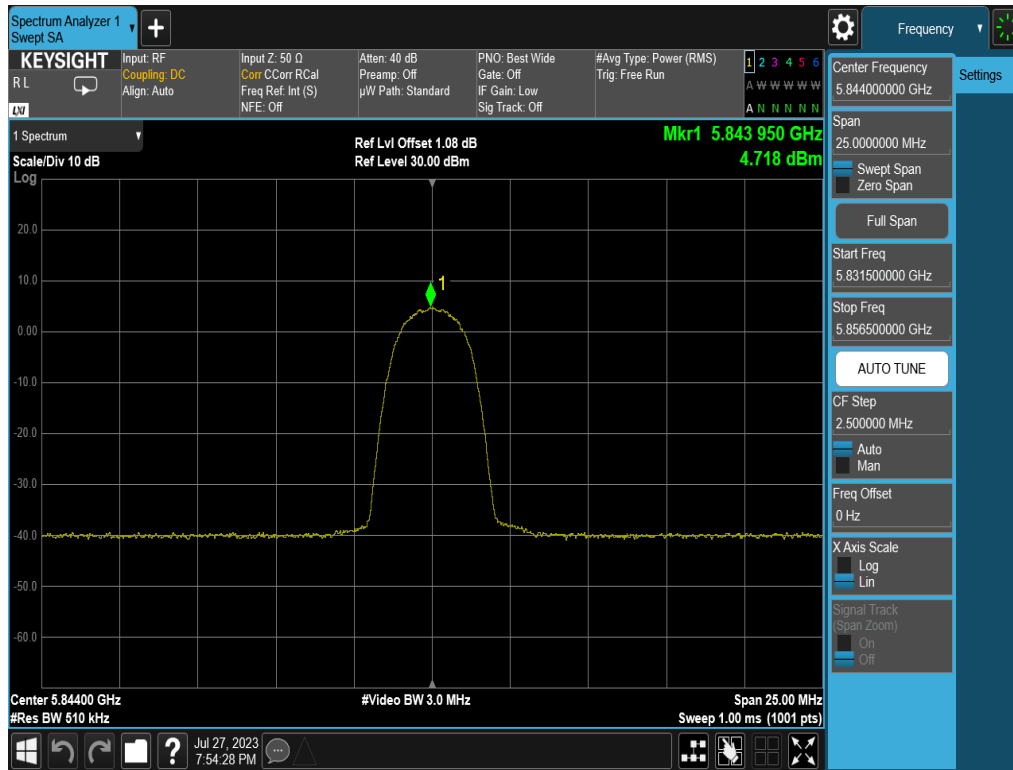 Spectrum Analyzer 1
Swept SA
+
Frequency
KEYSIGHT
R L
LXI
Input: RF
Coupling: DC
Align: Auto
Input Z: 50 Ω
Corr CCorr RCal
Freq Ref: Int (S)
NFE: Off
Atten: 40 dB
Preamp: Off
µW Path: Standard
PNO: Best Wide
Gate: Off
IF Gain: Low
Sig Track: Off
#Avg Type: Power (RMS)
Trig: Free Run
1 2 3 4 5 6
A W W W W W
A N N N N N
1 Spectrum
Scale/Div 10 dB
Log
Ref Lvl Offset 1.08 dB
Ref Level 30.00 dBm
Mkr1 5.843 950 GHz
4.718 dBm
20.0
10.0
0.00
-10.0
-20.0
-30.0
-40.0
-50.0
-60.0
1
Center 5.84400 GHz
#Res BW 510 kHz
#Video BW 3.0 MHz
Span 25.00 MHz
Sweep 1.00 ms (1001 pts)
Center Frequency
5.844000000 GHz
Settings
Span
25.0000000 MHz
Swept Span
Zero Span
Full Span
Start Freq
5.831500000 GHz
Stop Freq
5.856500000 GHz
AUTO TUNE
CF Step
2.500000 MHz
Auto
Man
Freq Offset
0 Hz
X Axis Scale
Log
Lin
Signal Track
(Span Zoom)
On
Off
?
Jul 27, 2023
7:54:28 PM